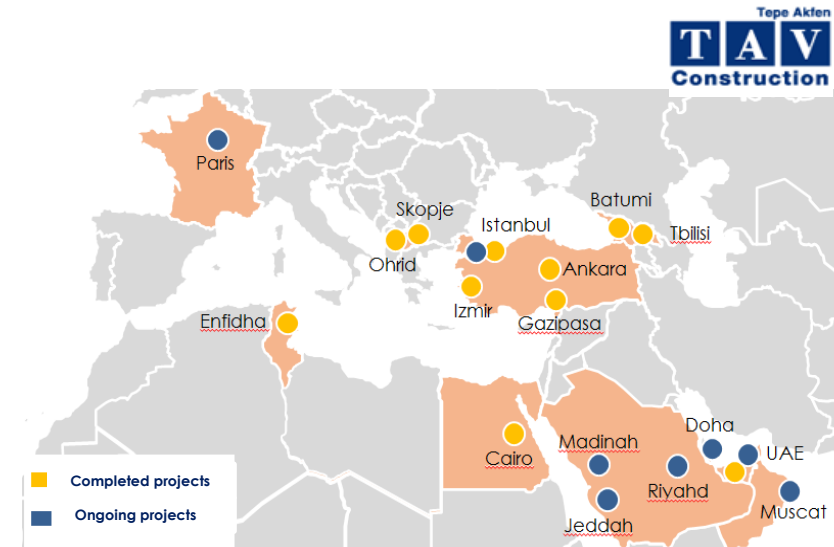 Tepe Akfen
TAV
Construction
Paris
Batumi
Skopje
Istanbul
Tbilisi
Ohrid
Ankara
Izmir
Enfidha
Gazipasa
Doha
Madinah
UAE
Cairo
Riyahd
Muscat
Jeddah
Completed projects
Ongoing projects